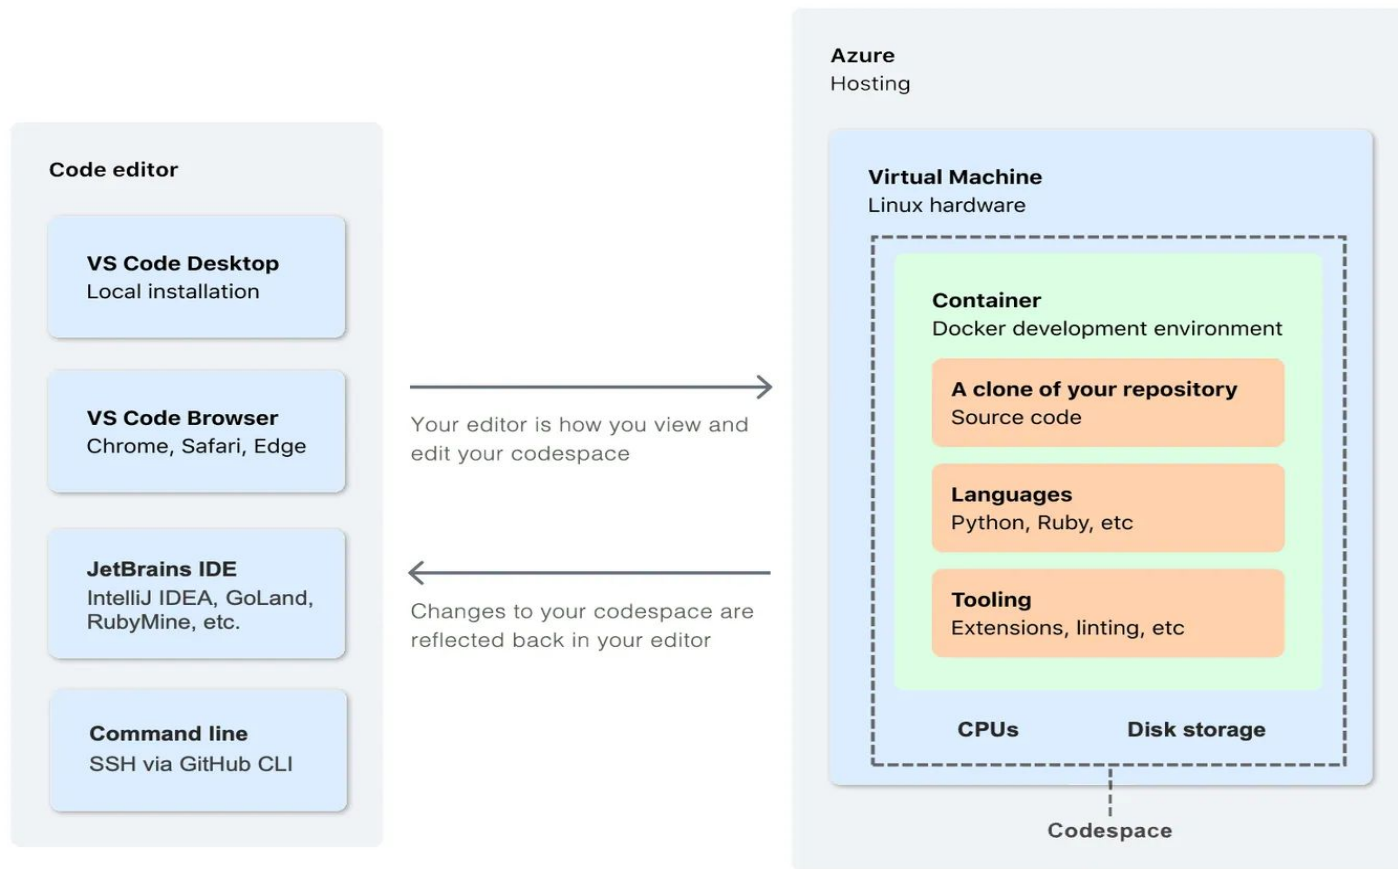 Code editor
VS Code Desktop
Local installation
VS Code Browser
Chrome, Safari, Edge
JetBrains IDE
IntelliJ IDEA, GoLand,
RubyMine, etc.
Command line
SSH via GitHub CLI
Your editor is how you view and
edit your codespace
Changes to your codespace are
reflected back in your editor
Azure
Hosting
Virtual Machine
Linux hardware
Container
Docker development environment
A clone of your repository
Source code
Languages
Python, Ruby, etc
Tooling
Extensions, linting, etc
CPUs
Disk storage
Codespace